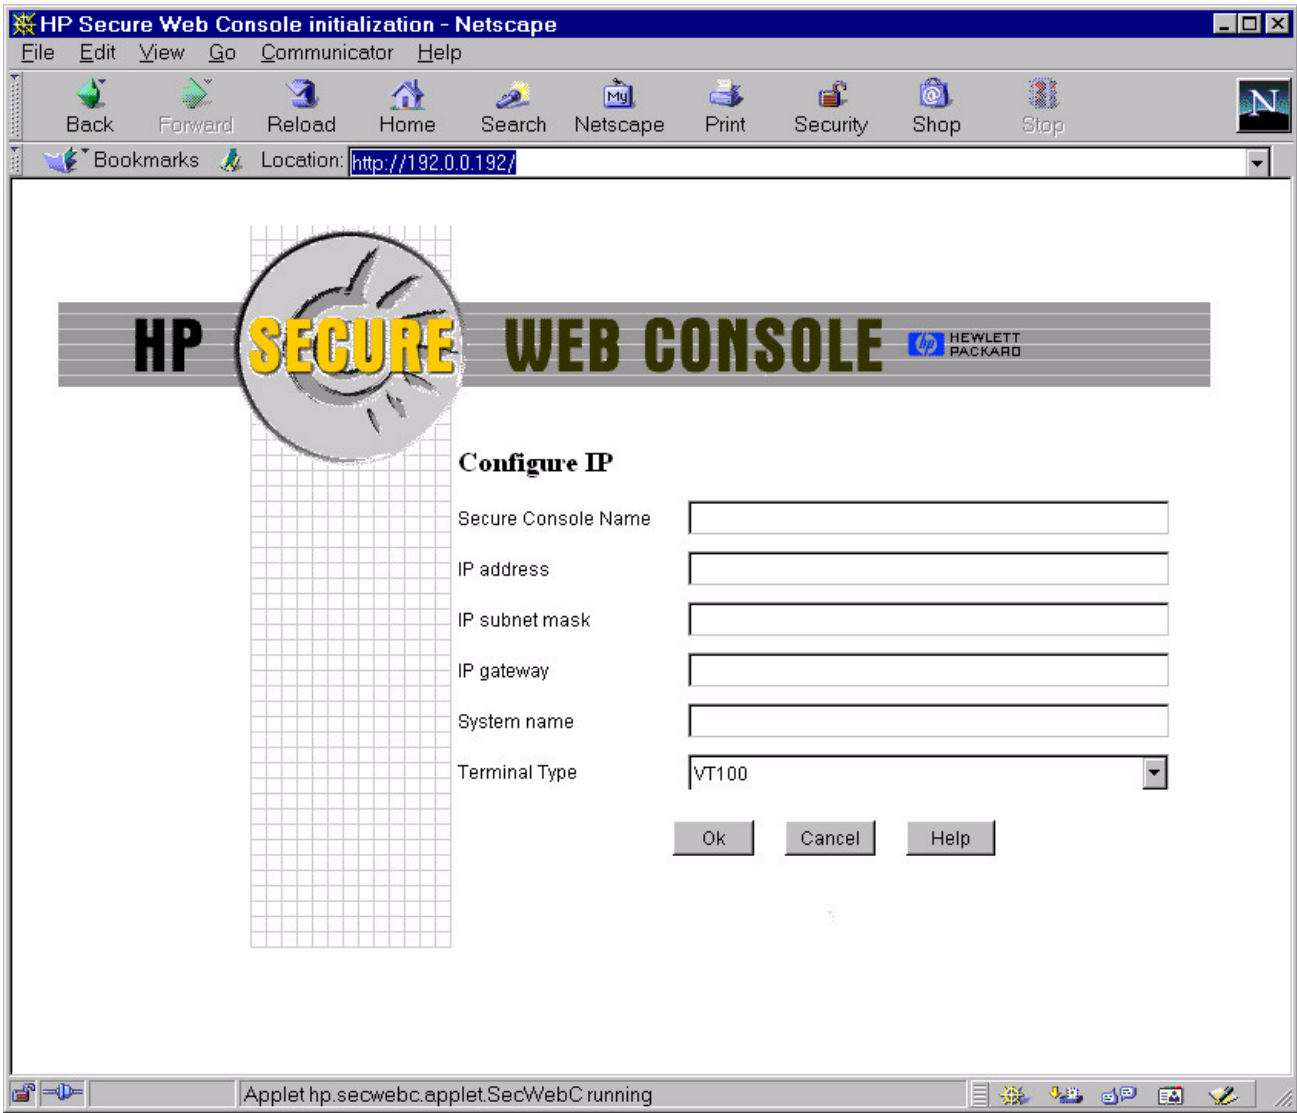 HP Secure Web Console initialization - Netscape
File Edit View Go Communicator Help
Back Forward Reload Home Search Netscape Print Security Shop Stop
My
N
Bookmarks Location: http://192.0.0.192/
HP SECURE WEB CONSOLE hp HEWLETT
PACKARD
Configure IP
Secure Console Name
IP address
IP subnet mask
IP gateway
System name
Terminal Type VT100
Ok Cancel Help
Applet hp.secwebc.applet.SecWebC running